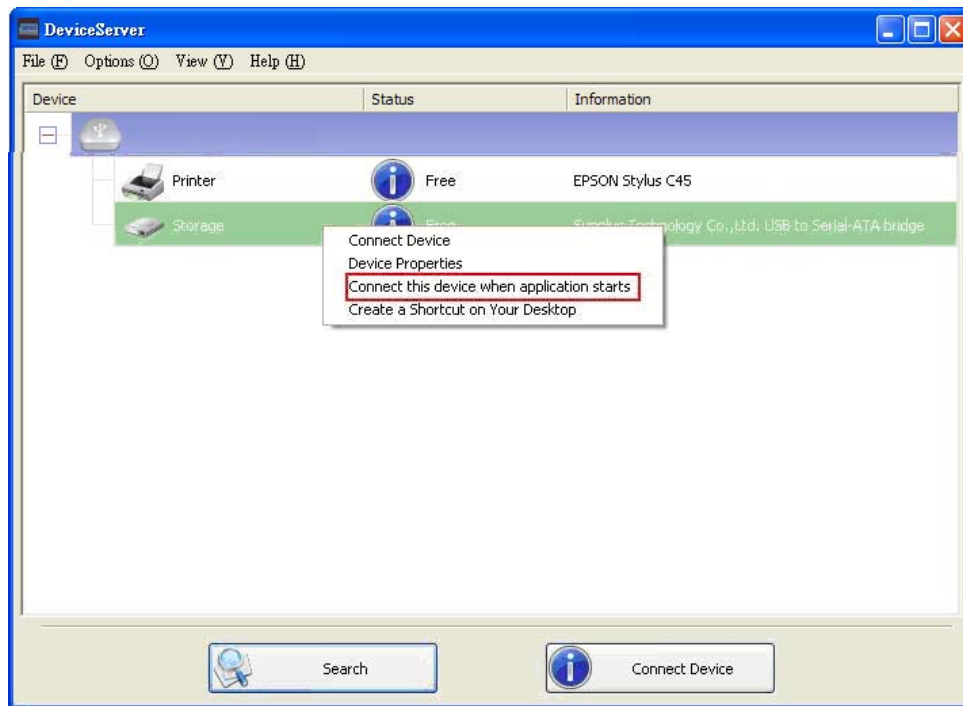 DeviceServer
File (F) Options (O) View (V) Help (H)
Device Status Information
Printer Free EPSON Stylus C45
Storage Free Sunplus Technology Co.,Ltd. USB to Serial-ATA bridge
Connect Device
Device Properties
Connect this device when application starts
Create a Shortcut on Your Desktop
Search Connect Device